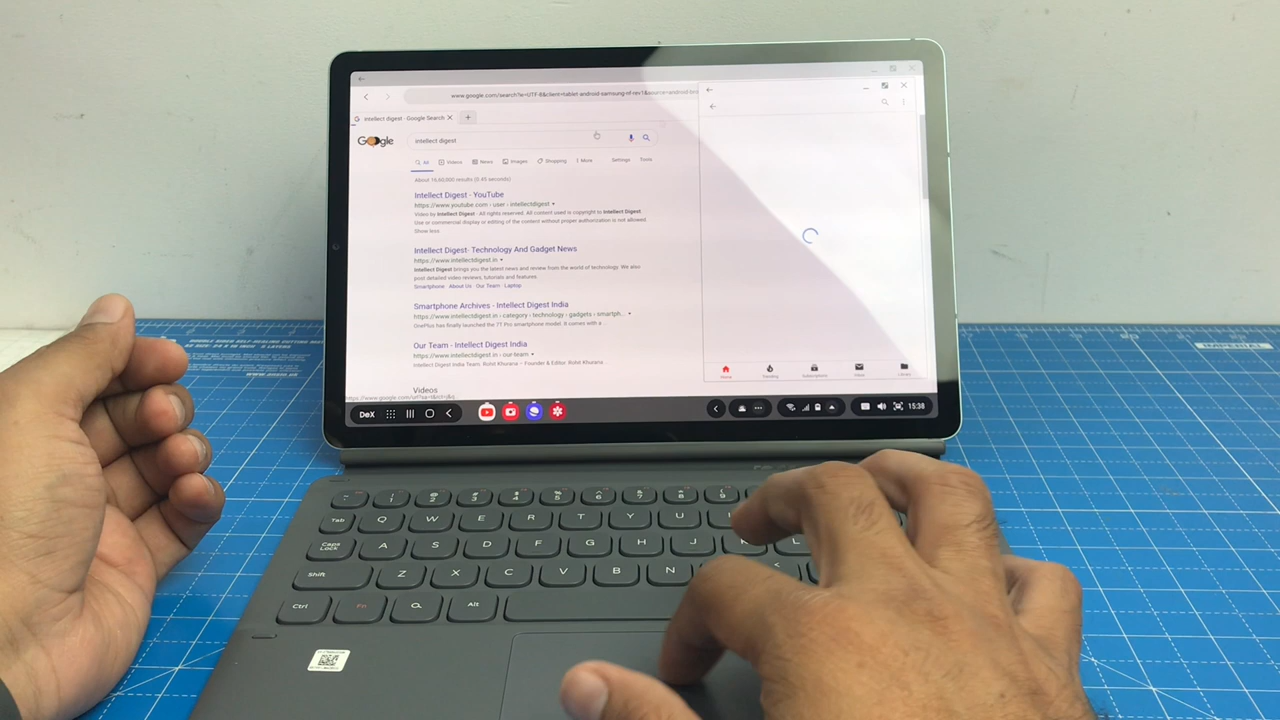 www.google.com/search?ie=UTF-8&client=tablet-android-samsung-nf-rev1&source=android-bro
intellect digest - Google Search
Google
intellect digest
All Videos News Images Shopping More Settings Tools
About 16,60,000 results (0.45 seconds)
Intellect Digest - YouTube
https://www.youtube.com › user › intellectdigest
Video by Intellect Digest - All rights reserved. All content used is copyright to Intellect Digest.
Use or commercial display or editing of the content without proper authorization is not allowed.
Show less
Intellect Digest- Technology And Gadget News
https://www.intellectdigest.in
Intellect Digest brings you the latest news and review from the world of technology. We also
post detailed video reviews, tutorials and features
Smartphone · About Us · Our Team · Laptop
Smartphone Archives - Intellect Digest India
https://www.intellectdigest.in › category › technology › gadgets › smartph...
OnePlus has finally launched the 7T Pro smartphone model. It comes with a ...
Our Team - Intellect Digest India
https://www.intellectdigest.in › our-team
Intellect Digest India Team. Rohit Khurana – Founder & Editor. Rohit Khurana...
Videos
Home Trending Subscriptions Inbox Library
DeX
15:38
IMPERIAL
Tab Q W E R T Y U I
Caps Lock A S D F G H J K L
Shift Z X C V B N <
Ctrl Fn Alt